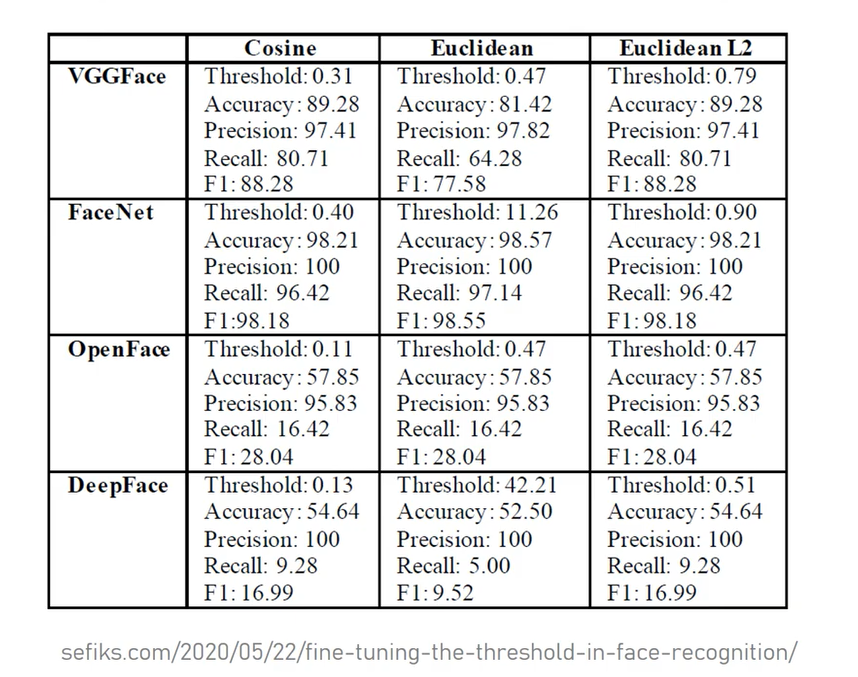 Cosine Euclidean Euclidean L2
VGGFace Threshold: 0.31 Threshold: 0.47 Threshold: 0.79
Accuracy: 89.28 Accuracy: 81.42 Accuracy: 89.28
Precision: 97.41 Precision: 97.82 Precision: 97.41
Recall: 80.71 Recall: 64.28 Recall: 80.71
F1: 88.28 F1: 77.58 F1: 88.28
FaceNet Threshold: 0.40 Threshold: 11.26 Threshold: 0.90
Accuracy: 98.21 Accuracy: 98.57 Accuracy: 98.21
Precision: 100 Precision: 100 Precision: 100
Recall: 96.42 Recall: 97.14 Recall: 96.42
F1:98.18 F1: 98.55 F1: 98.18
OpenFace Threshold: 0.11 Threshold: 0.47 Threshold: 0.47
Accuracy: 57.85 Accuracy: 57.85 Accuracy: 57.85
Precision: 95.83 Precision: 95.83 Precision: 95.83
Recall: 16.42 Recall: 16.42 Recall: 16.42
F1: 28.04 F1: 28.04 F1: 28.04
DeepFace Threshold: 0.13 Threshold: 42.21 Threshold: 0.51
Accuracy: 54.64 Accuracy: 52.50 Accuracy: 54.64
Precision: 100 Precision: 100 Precision: 100
Recall: 9.28 Recall: 5.00 Recall: 9.28
F1: 16.99 F1: 9.52 F1: 16.99
sefiks.com/2020/05/22/fine-tuning-the-threshold-in-face-recognition/